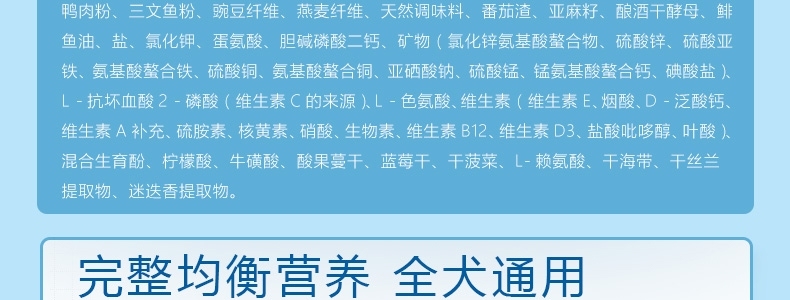 鸭肉粉、三文鱼粉、豌豆纤维、燕麦纤维、天然调味料、番茄渣、亚麻籽、酿酒干酵母、鲱
鱼油、盐、氯化钾、蛋氨酸、胆碱磷酸二钙、矿物（氯化锌氨基酸螯合物、硫酸锌、硫酸亚
铁、氨基酸螯合铁、硫酸铜、氨基酸螯合铜、亚硒酸钠、硫酸锰、锰氨基酸螯合钙、碘酸盐）、
L - 抗坏血酸 2 - 磷酸（维生素 C 的来源）、L - 色氨酸、维生素（维生素 E、烟酸、D - 泛酸钙、
维生素 A 补充、硫胺素、核黄素、硝酸、生物素、维生素 B12、维生素 D3、盐酸吡哆醇、叶酸）、
混合生育酚、柠檬酸、牛磺酸、酸果蔓干、蓝莓干、干菠菜、L- 赖氨酸、干海带、干丝兰
提取物、迷迭香提取物。
完整均衡营养 全犬通用